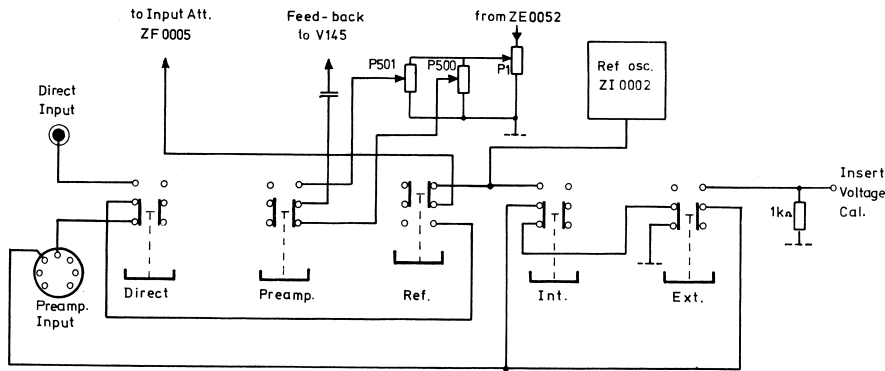 to Input Att.
ZF 0005
Feed-back
to V145
from ZE0052
P501
P500
P1
Ref osc.
ZI 0002
Direct
Input
Insert
Voltage
Cal.
1kΩ
Preamp.
Input
Direct
Preamp.
Ref.
Int.
Ext.